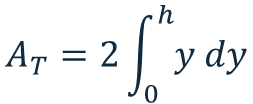 A_T = 2 ∫_0^h y dy